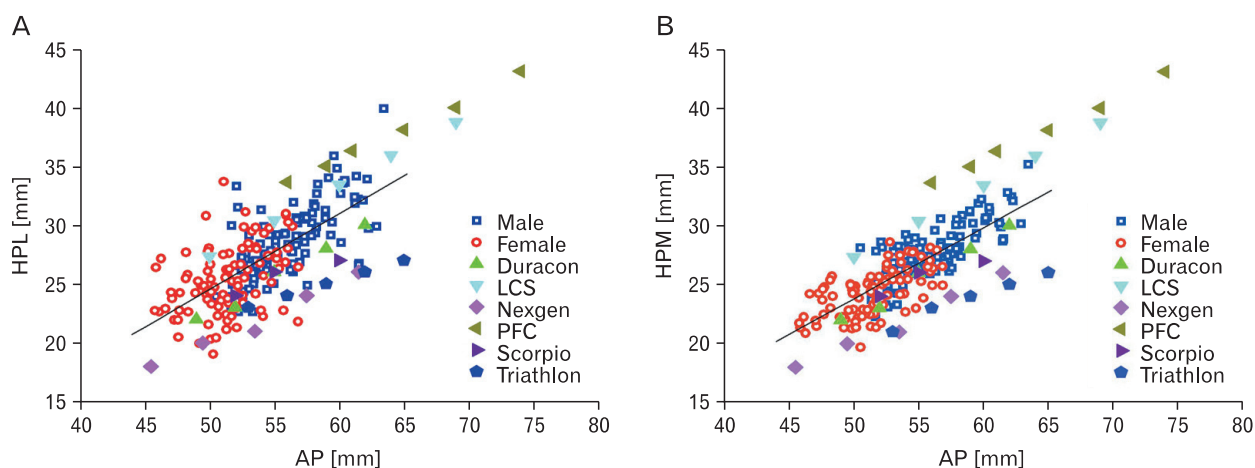 A
45
40
35
30
25
20
15
HPL [mm]
40 45 50 55 60 65 70 75 80
AP [mm]
Male
Female
Duracon
LCS
Nexgen
PFC
Scorpio
Triathlon
B
45
40
35
30
25
20
15
HPM [mm]
40 45 50 55 60 65 70 75 80
AP [mm]
Male
Female
Duracon
LCS
Nexgen
PFC
Scorpio
Triathlon